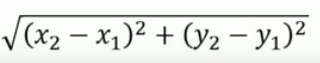 √(x₂ − x₁)² + (y₂ − y₁)²